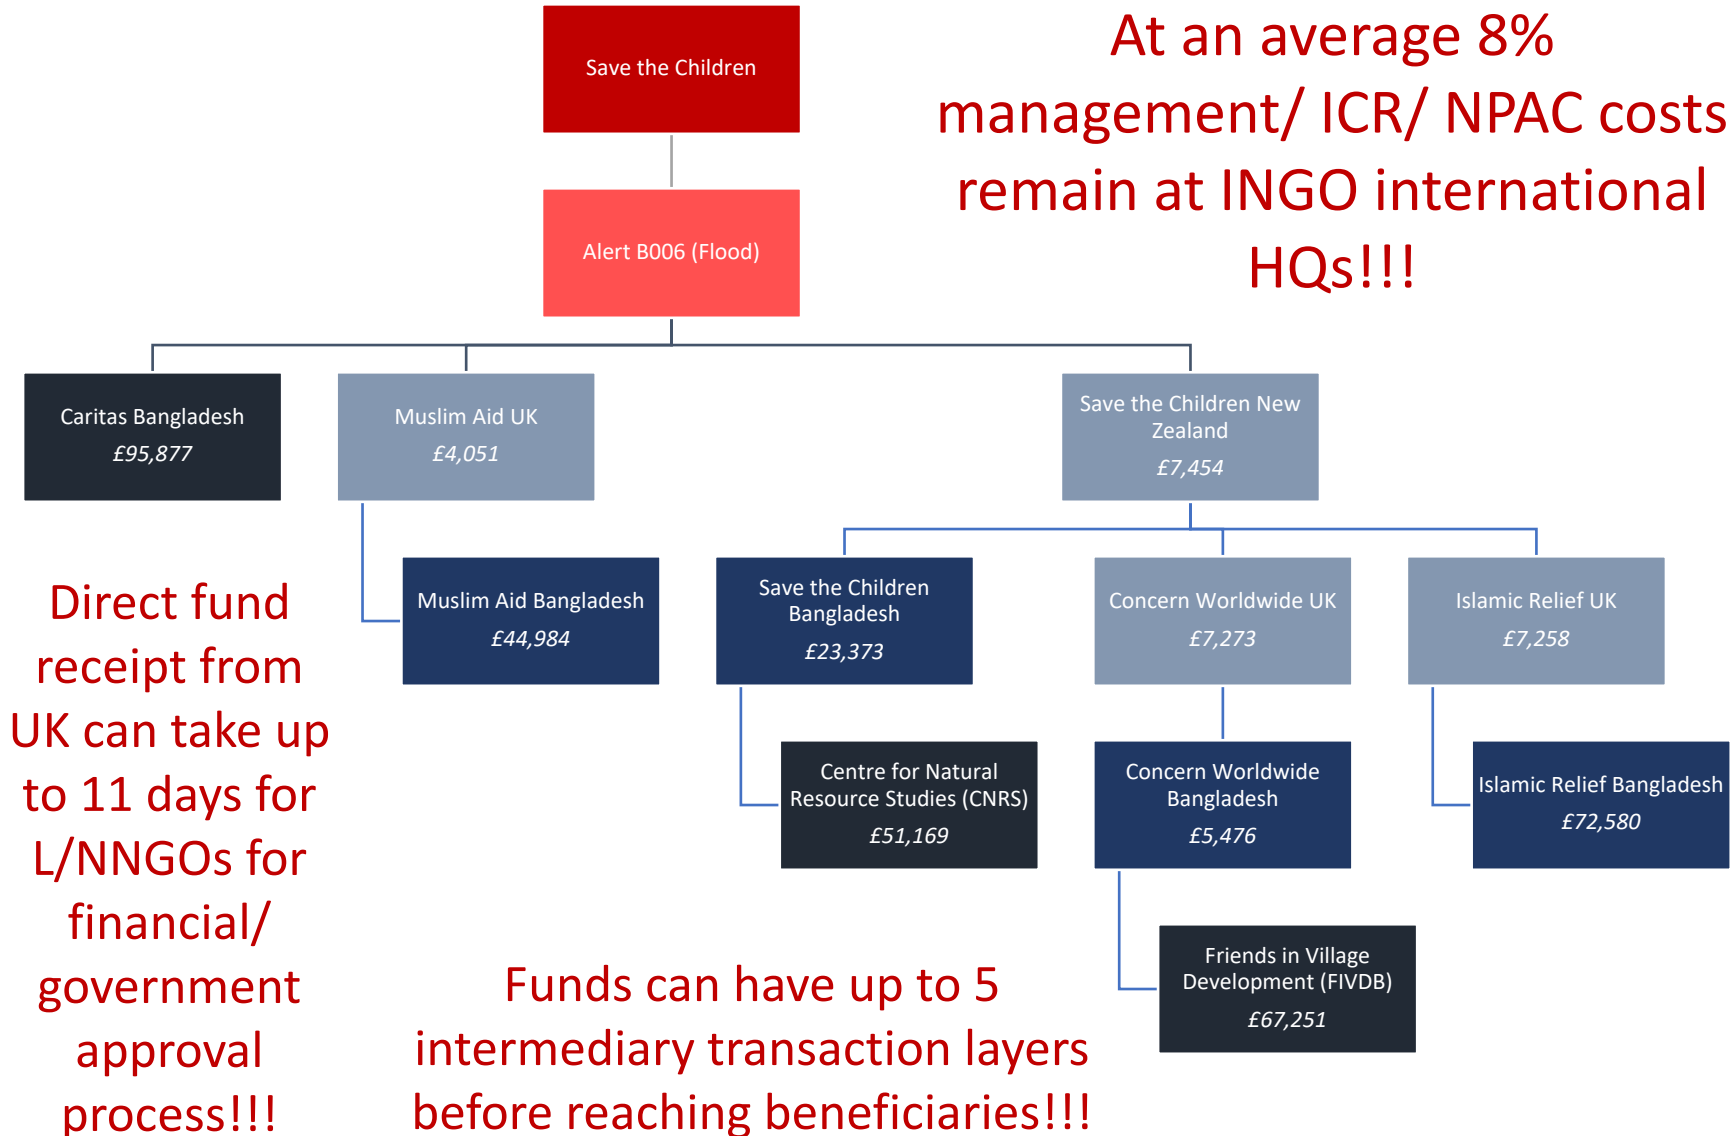 Save the Children
At an average 8%
management/ ICR/ NPAC costs
remain at INGO international
HQs!!!
Alert B006 (Flood)
Caritas Bangladesh
£95,877
Muslim Aid UK
£4,051
Save the Children New
Zealand
£7,454
Direct fund
receipt from
UK can take up
to 11 days for
L/NNGOs for
financial/
government
approval
process!!!
Muslim Aid Bangladesh
£44,984
Save the Children
Bangladesh
£23,373
Concern Worldwide UK
£7,273
Islamic Relief UK
£7,258
Centre for Natural
Resource Studies (CNRS)
£51,169
Concern Worldwide
Bangladesh
£5,476
Islamic Relief Bangladesh
£72,580
Friends in Village
Development (FIVDB)
£67,251
Funds can have up to 5
intermediary transaction layers
before reaching beneficiaries!!!